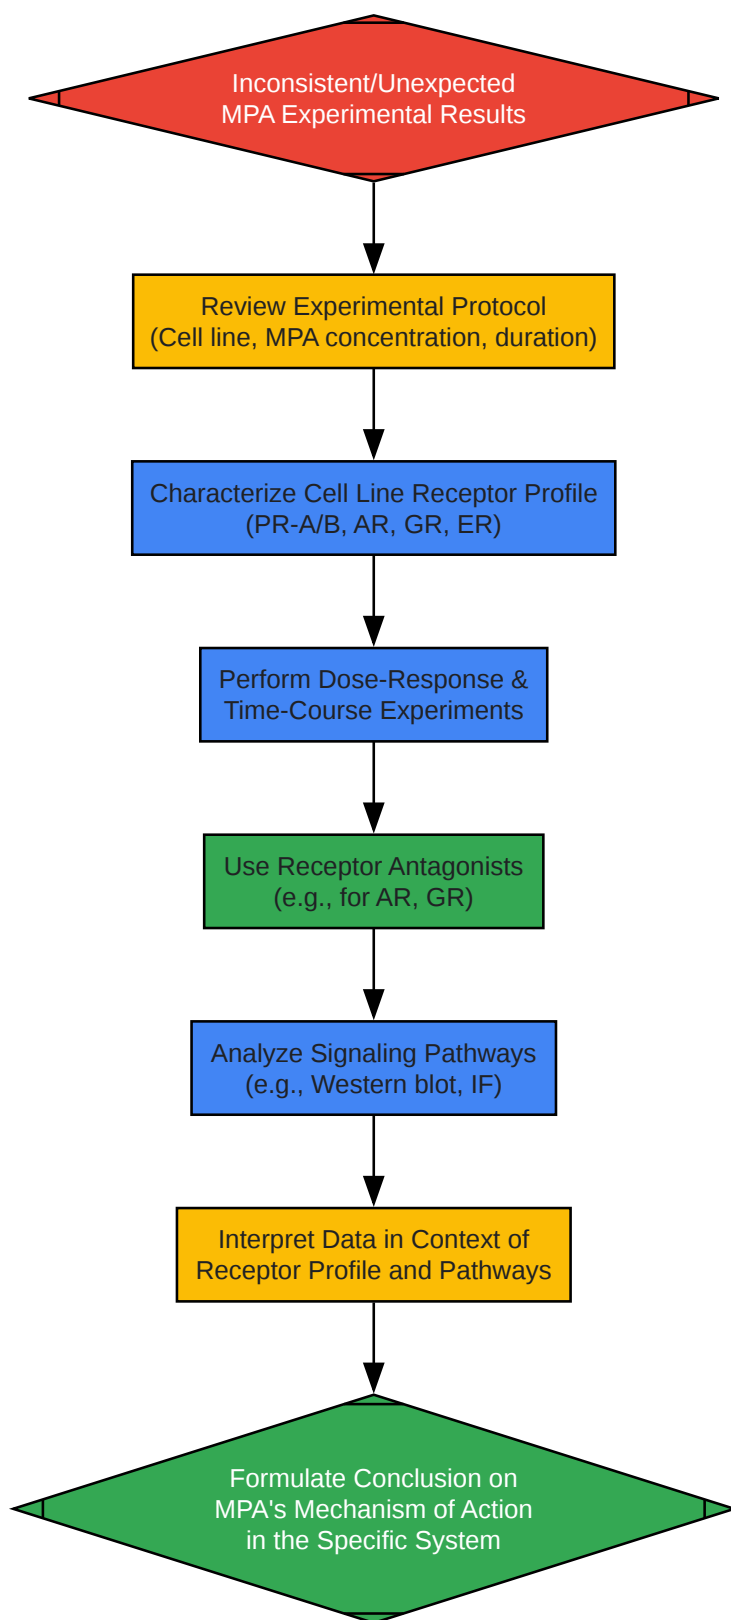 Inconsistent/Unexpected
MPA Experimental Results
Review Experimental Protocol
(Cell line, MPA concentration, duration)
Characterize Cell Line Receptor Profile
(PR-A/B, AR, GR, ER)
Perform Dose-Response &
Time-Course Experiments
Use Receptor Antagonists
(e.g., for AR, GR)
Analyze Signaling Pathways
(e.g., Western blot, IF)
Interpret Data in Context of
Receptor Profile and Pathways
Formulate Conclusion on
MPA's Mechanism of Action
in the Specific System